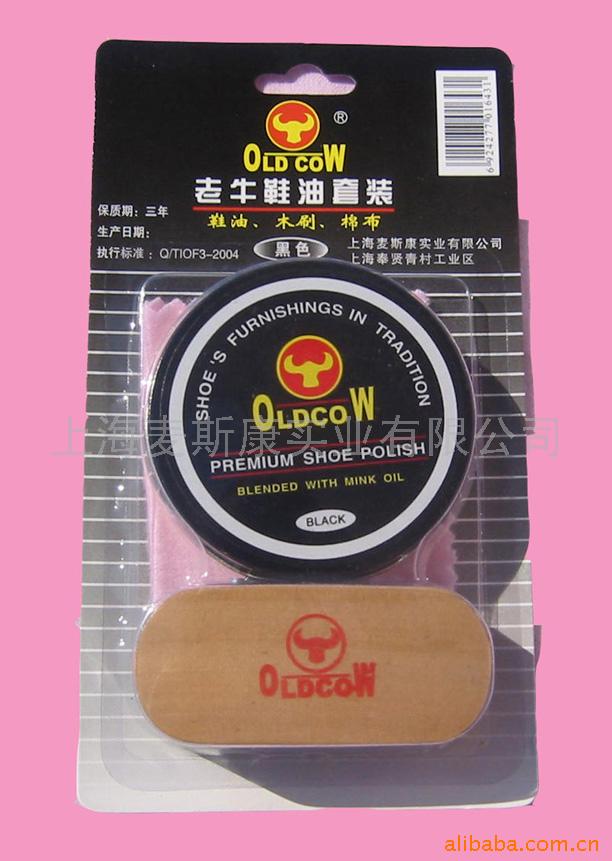 OLD COW ®
老牛鞋油套装
鞋油、木刷、棉布
黑色
保质期：三年
生产日期：
执行标准：Q/TIOF3-2004
上海麦斯康实业有限公司
上海奉贤青村工业区
6 924277 016431
SHOE'S FURNISHINGS IN TRADITION
OLDCOW
PREMIUM SHOE POLISH
BLENDED WITH MINK OIL
BLACK
上海麦斯康实业有限公司
OLDCOW
alibaba.com.cn